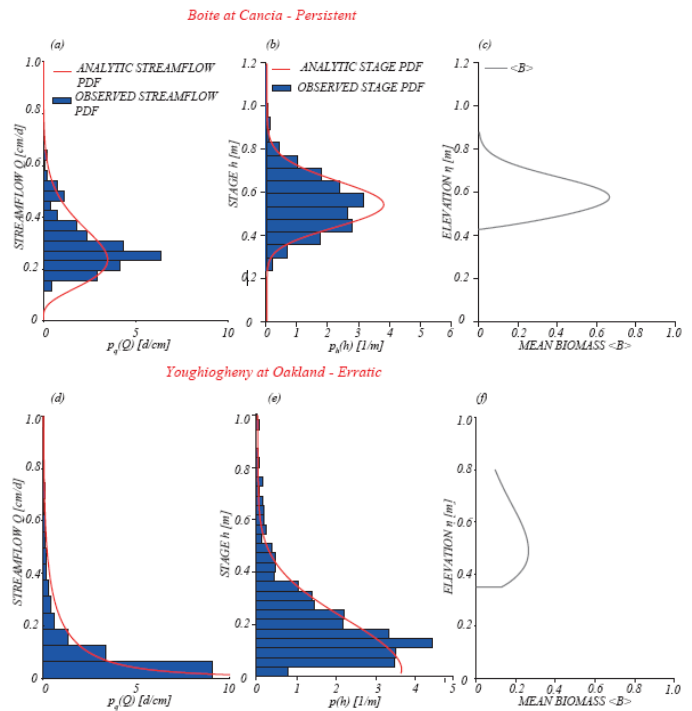 Boite at Cancia - Persistent
(a)
(b)
(c)
ANALYTIC STREAMFLOW
PDF
OBSERVED STREAMFLOW
PDF
STREAMFLOW Q [cm/d]
1.0
0.8
0.6
0.4
0.2
0
0
5
10
p_q(Q) [d/cm]
ANALYTIC STAGE PDF
OBSERVED STAGE PDF
STAGE h [m]
1.2
1.0
0.8
0.6
0.4
0.2
0
0
1
2
3
4
5
6
p_h(h) [1/m]
<B>
ELEVATION η [m]
1.2
1.0
0.8
0.6
0.4
0.2
0
0
0.2
0.4
0.6
0.8
1.0
MEAN BIOMASS <B>
Youghiogheny at Oakland - Erratic
(d)
(e)
(f)
STREAMFLOW Q [cm/d]
1.0
0.8
0.6
0.4
0.2
0
0
5
10
p_q(Q) [d/cm]
STAGE h [m]
1.0
0.8
0.6
0.4
0.2
0
0
1
2
3
4
5
p(h) [1/m]
ELEVATION η [m]
1.0
0.8
0.6
0.4
0.2
0
0
0.2
0.4
0.6
0.8
1.0
MEAN BIOMASS <B>